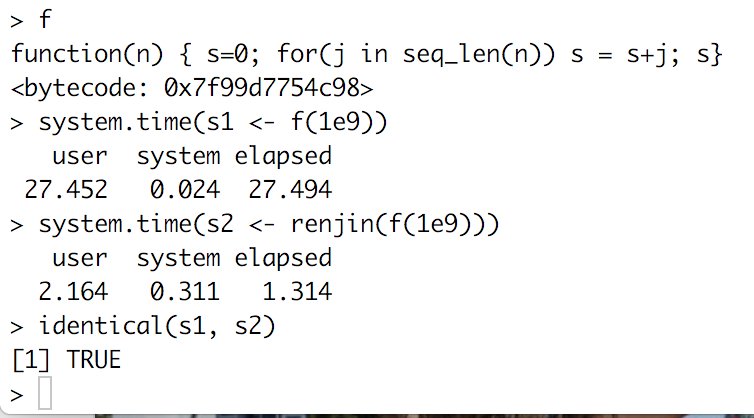 > f
function(n) { s=0; for(j in seq_len(n)) s = s+j; s}
<bytecode: 0x7f99d7754c98>
> system.time(s1 <- f(1e9))
   user  system elapsed
 27.452   0.024  27.494
> system.time(s2 <- renjin(f(1e9)))
   user  system elapsed
  2.164   0.311   1.314
> identical(s1, s2)
[1] TRUE
>